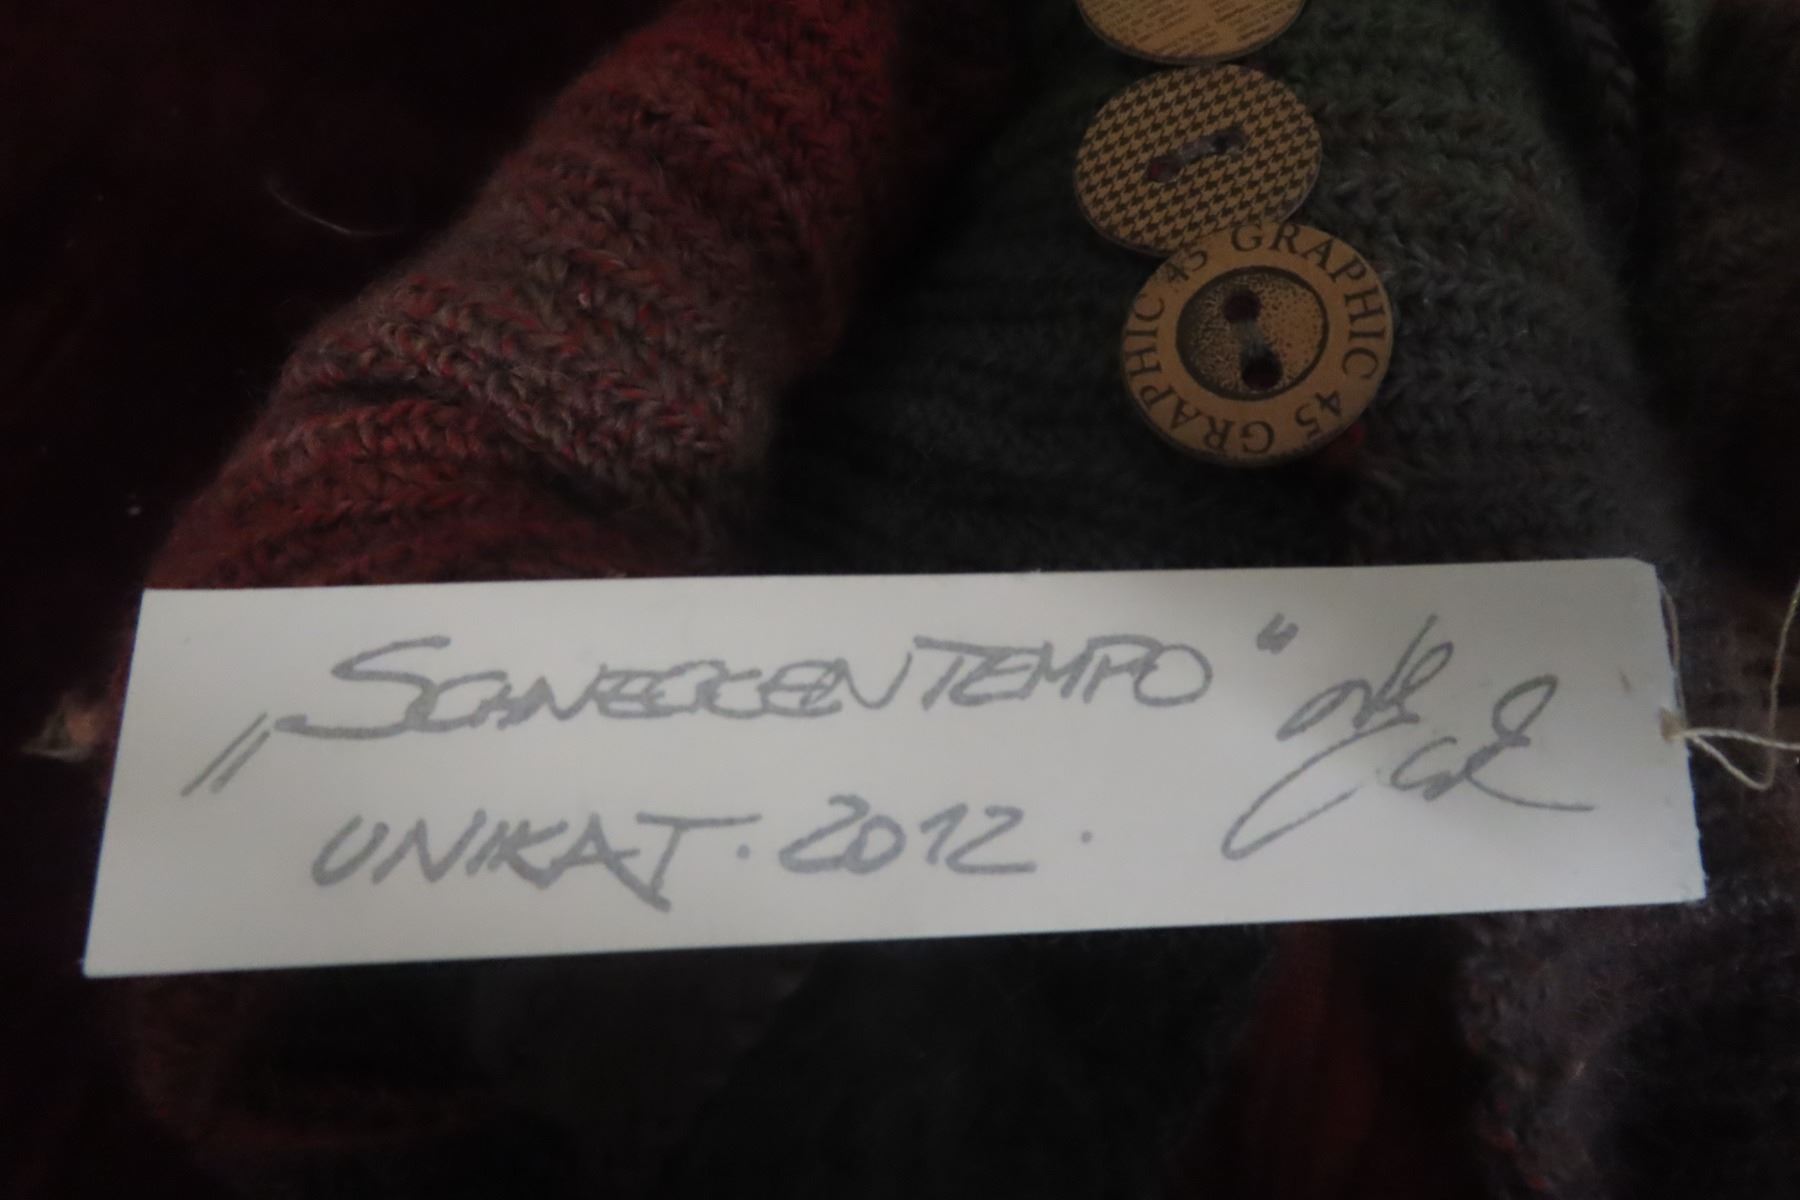 GRAPHIC 45 GRAPHIC 45
„SCHNECKENTEMPO“
UNIKAT. 2012.